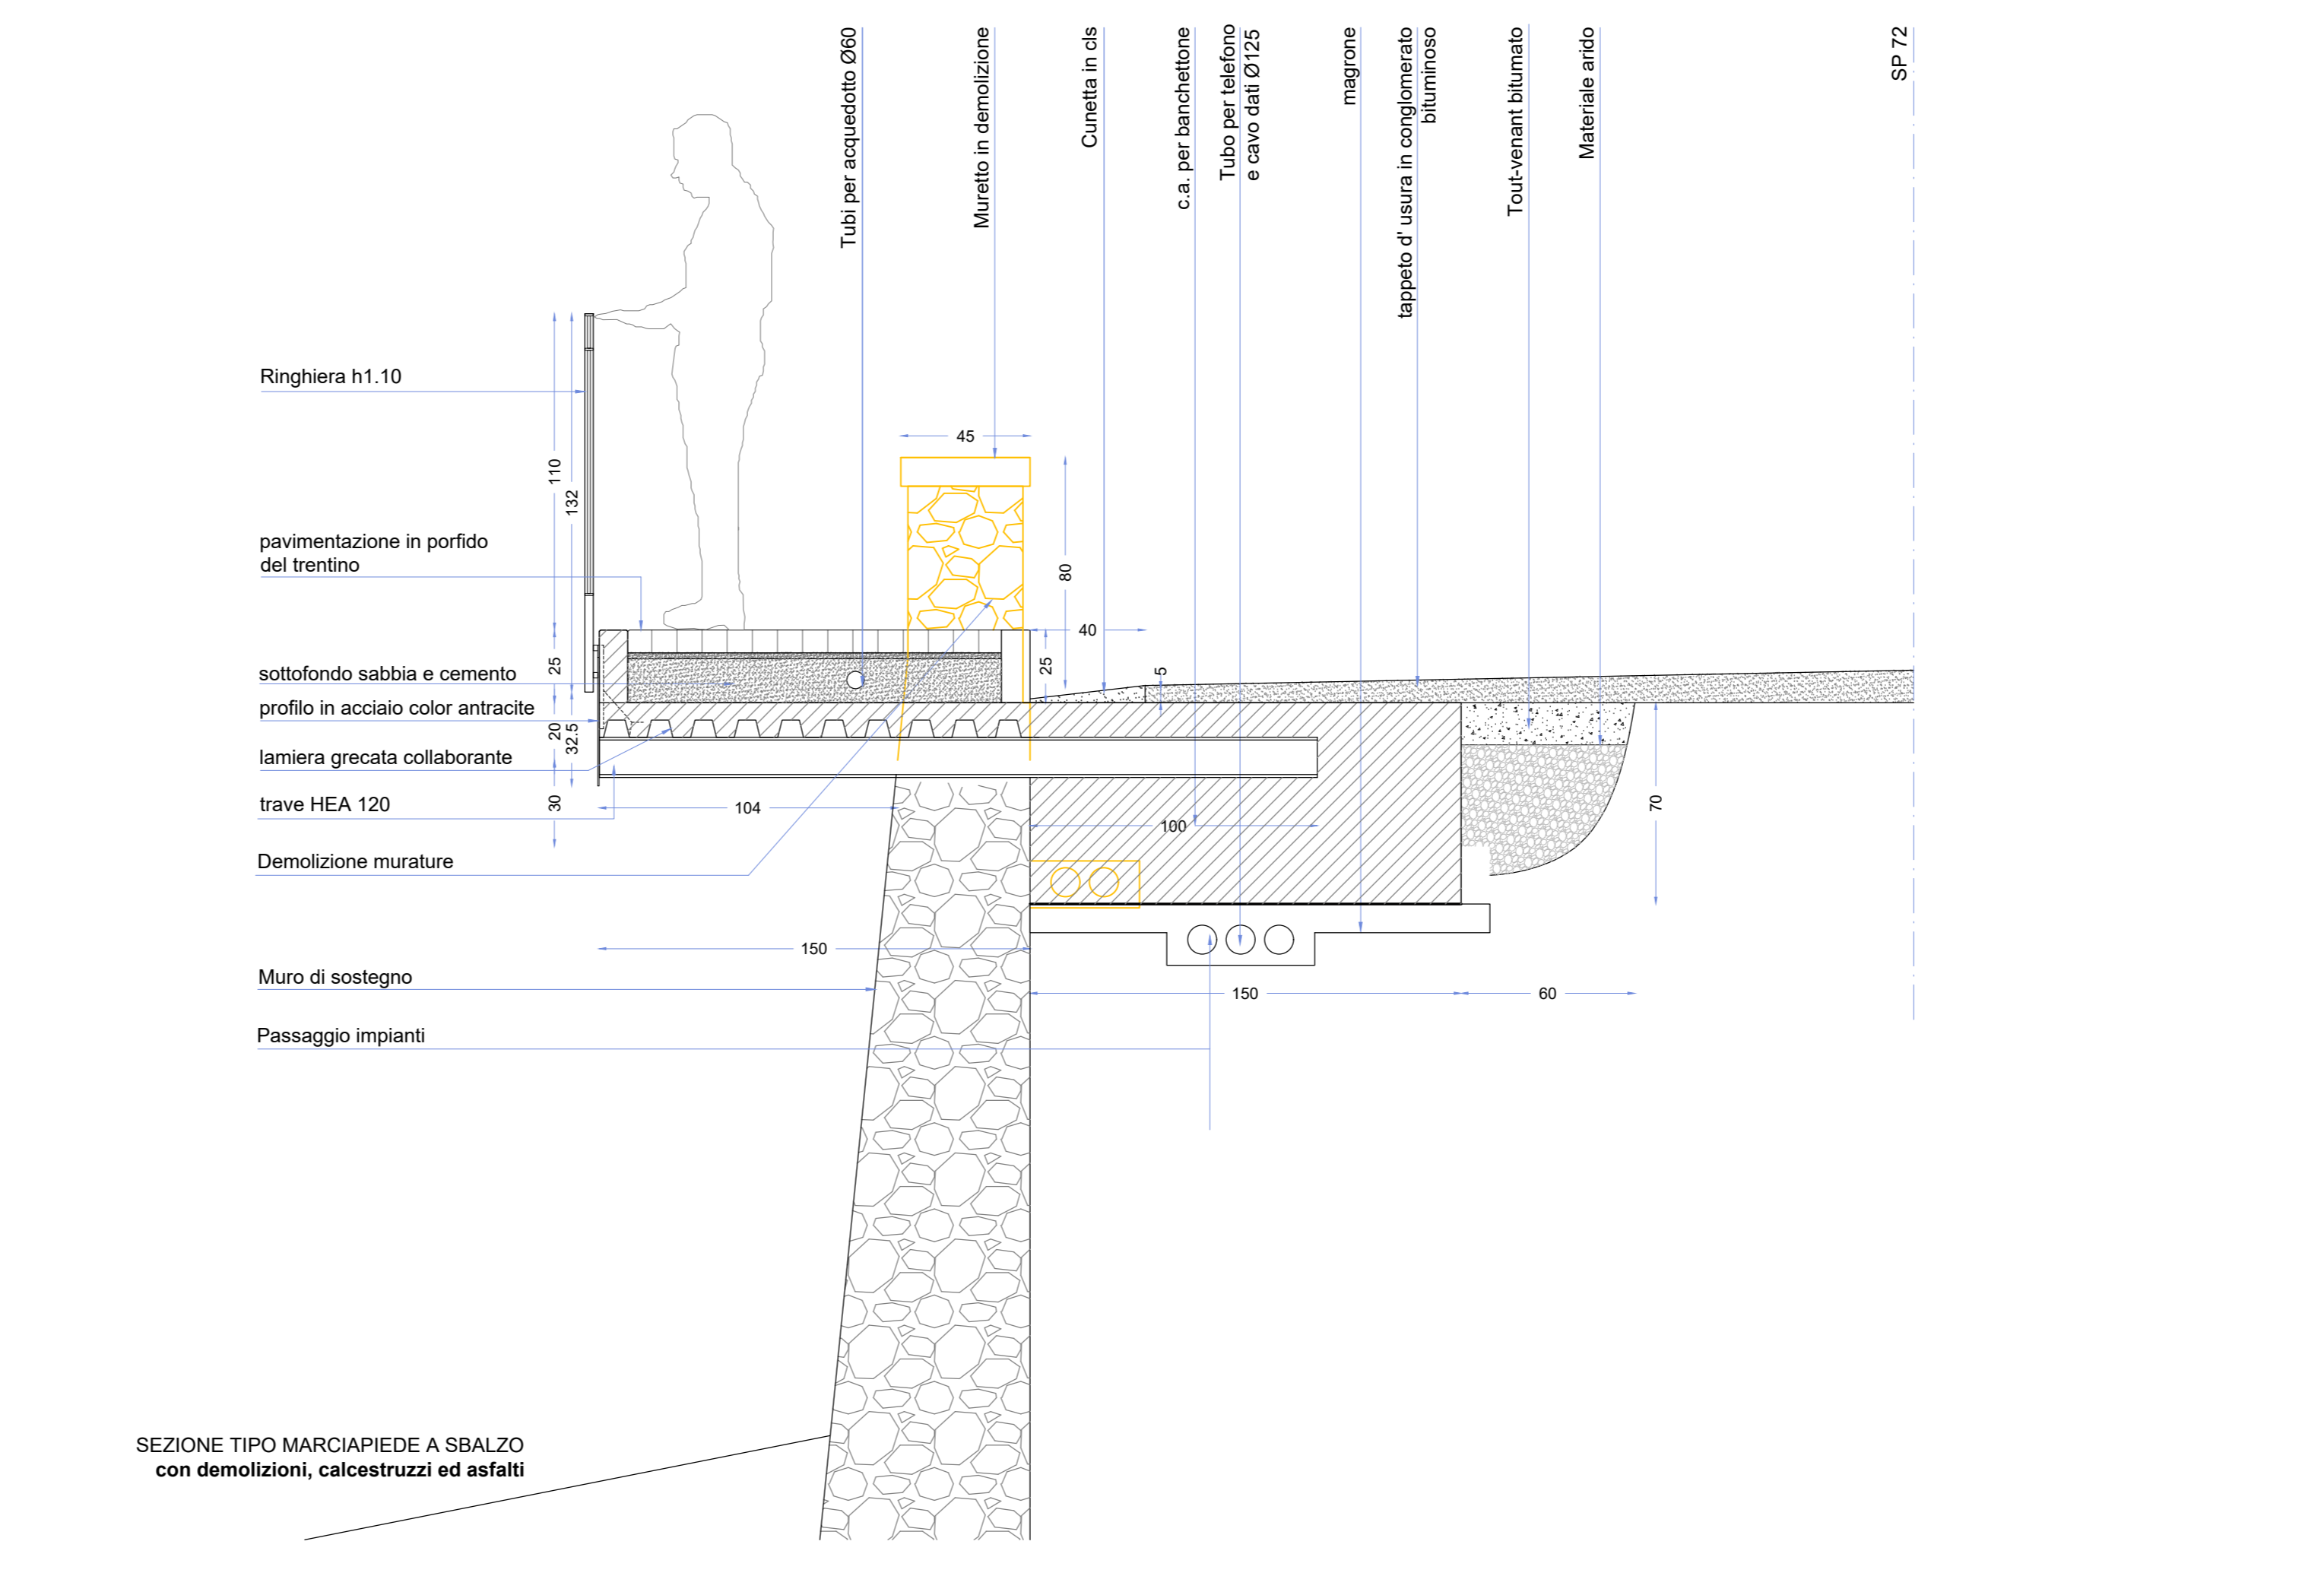 Tubi per acquedotto Ø60
Muretto in demolizione
Cunetta in cls
c.a. per banchettone
Tubo per telefono
e cavo dati Ø125
magrone
tappeto d' usura in conglomerato
bituminoso
Tout-venant bitumato
Materiale arido
SP 72
Ringhiera h1.10
45
110
132
80
pavimentazione in porfido
del trentino
40
25
25
5
sottofondo sabbia e cemento
profilo in acciaio color antracite
20
32.5
lamiera grecata collaborante
trave HEA 120
30
104
100
70
Demolizione murature
150
Muro di sostegno
150
60
Passaggio impianti
SEZIONE TIPO MARCIAPIEDE A SBALZO
con demolizioni, calcestruzzi ed asfalti